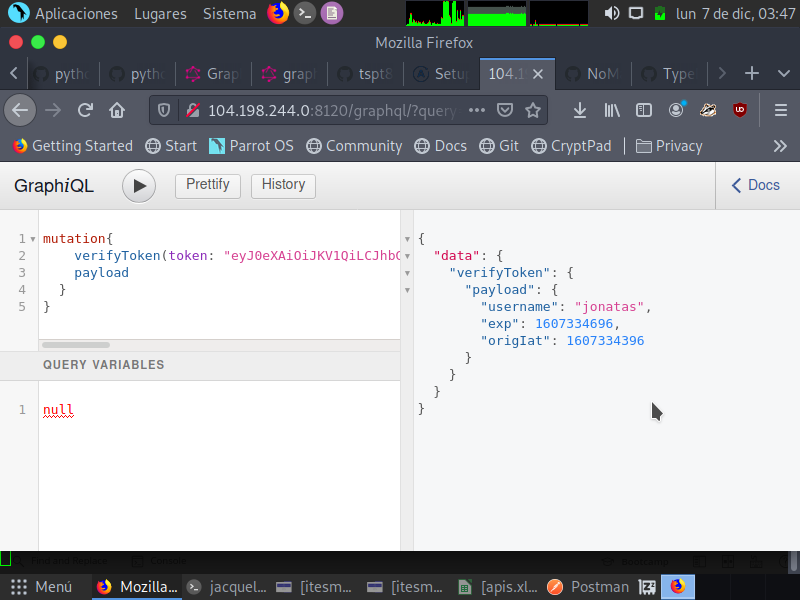 Aplicaciones Lugares Sistema lun 7 de dic, 03:47
Mozilla Firefox
pytho pytho Grap grap tspt8 Setu 104.1 NoM Type
104.198.244.0:8120/graphql/?query
Getting Started Start Parrot OS Community Docs Git CryptPad Privacy
GraphiQL Prettify History Docs
1 mutation{
2 verifyToken(token: "eyJ0eXAiOiJKV1QiLCJhb
3 payload
4 }
5 }
QUERY VARIABLES
1 null
{
"data": {
"verifyToken": {
"payload": {
"username": "jonatas",
"exp": 1607334696,
"origIat": 1607334396
}
}
}
}
Menú Mozilla... jacquel... [itesm... [itesm... [apis.xl... Postman